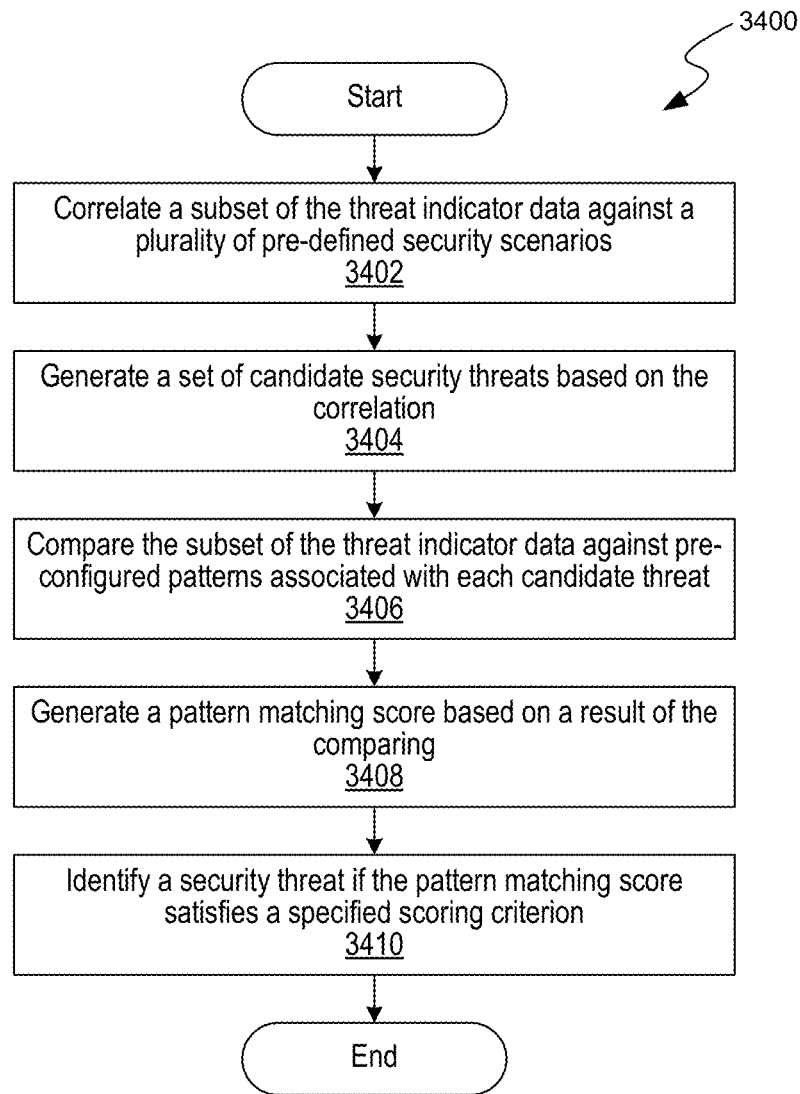 3400
Start
Correlate a subset of the threat indicator data against a
plurality of pre-defined security scenarios
3402
Generate a set of candidate security threats based on the
correlation
3404
Compare the subset of the threat indicator data against pre-
configured patterns associated with each candidate threat
3406
Generate a pattern matching score based on a result of the
comparing
3408
Identify a security threat if the pattern matching score
satisfies a specified scoring criterion
3410
End